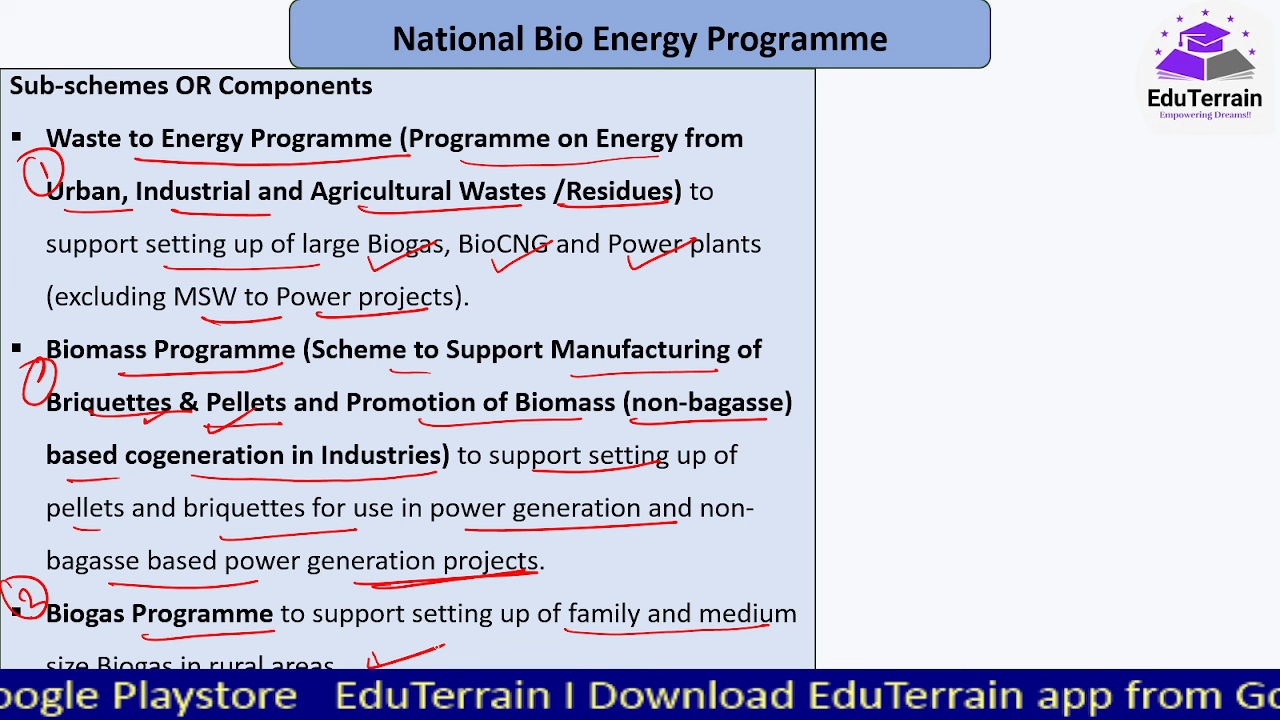 National Bio Energy Programme
EduTerrain
Empowering Dreams!!
Sub-schemes OR Components
▪ Waste to Energy Programme (Programme on Energy from
Urban, Industrial and Agricultural Wastes /Residues) to
support setting up of large Biogas, BioCNG and Power plants
(excluding MSW to Power projects).
1
▪ Biomass Programme (Scheme to Support Manufacturing of
Briquettes & Pellets and Promotion of Biomass (non-bagasse)
based cogeneration in Industries) to support setting up of
pellets and briquettes for use in power generation and non-
bagasse based power generation projects.
▪ Biogas Programme to support setting up of family and medium
size Biogas in rural areas.
oogle Playstore EduTerrain I Download EduTerrain app from Go